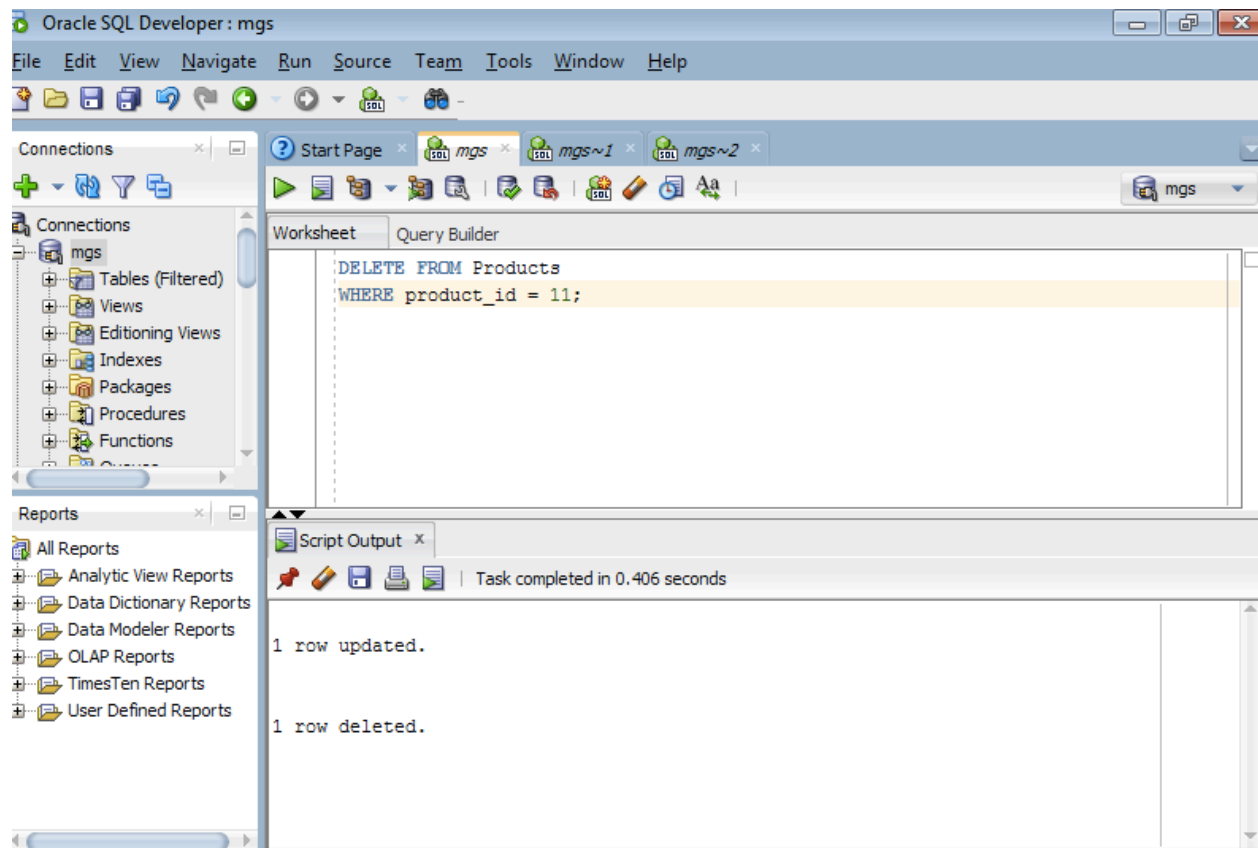 Oracle SQL Developer : mgs
File Edit View Navigate Run Source Team Tools Window Help
Connections
Start Page mgs mgs~1 mgs~2
mgs
Connections
mgs
Tables (Filtered)
Views
Editioning Views
Indexes
Packages
Procedures
Functions
Worksheet Query Builder
DELETE FROM Products
WHERE product_id = 11;
Reports
All Reports
Analytic View Reports
Data Dictionary Reports
Data Modeler Reports
OLAP Reports
TimesTen Reports
User Defined Reports
Script Output
Task completed in 0.406 seconds
1 row updated.
1 row deleted.